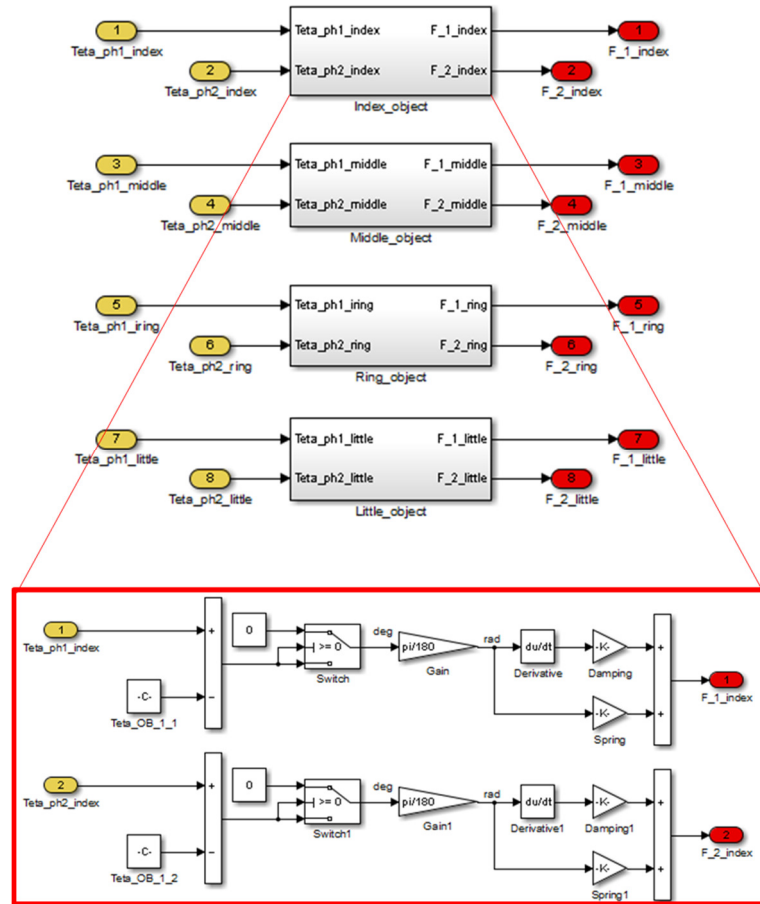 1
Teta_ph1_index
Teta_ph1_index
F_1_index
1
F_1_index
2
Teta_ph2_index
Teta_ph2_index
F_2_index
2
F_2_index
Index_object
3
Teta_ph1_middle
Teta_ph1_middle
F_1_middle
3
F_1_middle
4
Teta_ph2_middle
Teta_ph2_middle
F_2_middle
4
F_2_middle
Middle_object
5
Teta_ph1_iring
Teta_ph1_iring
F_1_ring
5
F_1_ring
6
Teta_ph2_ring
Teta_ph2_ring
F_2_ring
6
F_2_ring
Ring_object
7
Teta_ph1_little
Teta_ph1_little
F_1_little
7
F_1_little
8
Teta_ph2_little
Teta_ph2_little
F_2_little
8
F_2_little
Little_object
1
Teta_ph1_index
+
−
-C-
Teta_OB_1_1
0
>= 0
Switch
deg
pi/180
Gain
rad
du/dt
Derivative
-K-
Damping
-K-
Spring
+
+
1
F_1_index
2
Teta_ph2_index
+
−
-C-
Teta_OB_1_2
0
>= 0
Switch1
deg
pi/180
Gain1
rad
du/dt
Derivative1
-K-
Damping1
-K-
Spring1
+
+
2
F_2_index